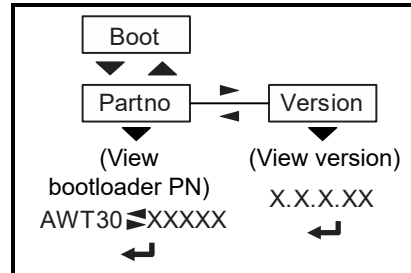 Boot
Partno Version
(View
bootloader PN)
(View version)
AWT30 XXXXX
X.X.X.XX